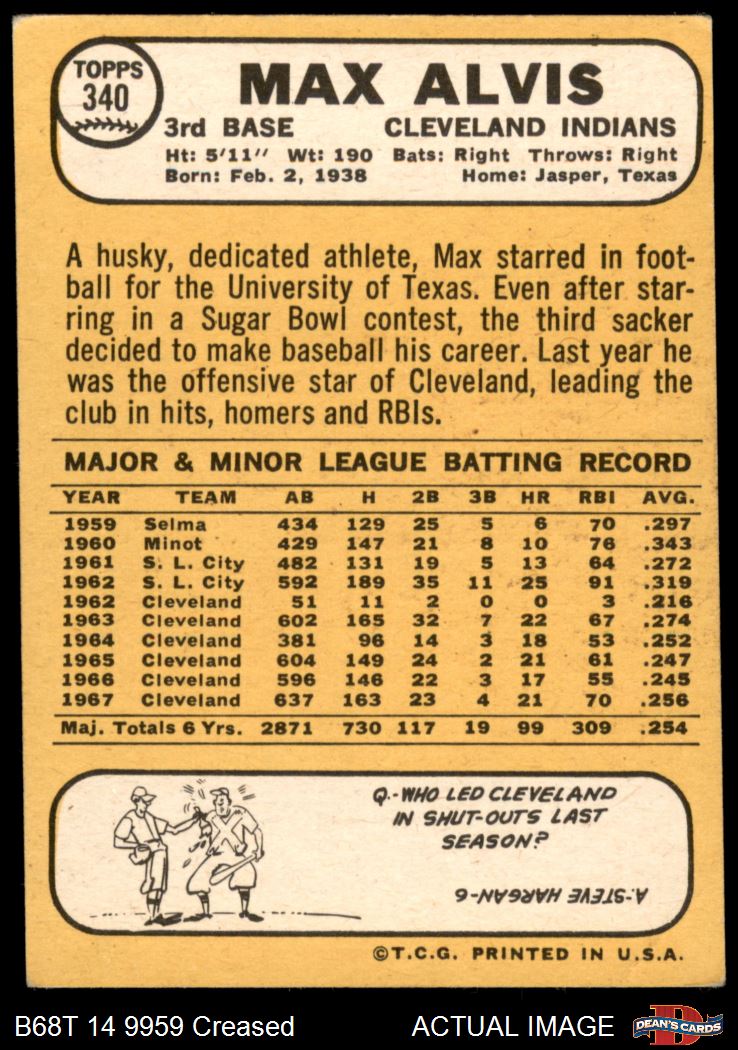 TOPPS
340
MAX ALVIS
3rd BASE CLEVELAND INDIANS
Ht: 5'11" Wt: 190 Bats: Right Throws: Right
Born: Feb. 2, 1938 Home: Jasper, Texas
A husky, dedicated athlete, Max starred in foot-
ball for the University of Texas. Even after star-
ring in a Sugar Bowl contest, the third sacker
decided to make baseball his career. Last year he
was the offensive star of Cleveland, leading the
club in hits, homers and RBIs.
MAJOR & MINOR LEAGUE BATTING RECORD
YEAR TEAM AB H 2B 3B HR RBI AVG.
1959 Selma 434 129 25 5 6 70 .297
1960 Minot 429 147 21 8 10 76 .343
1961 S. L. City 482 131 19 5 13 64 .272
1962 S. L. City 592 189 35 11 25 91 .319
1962 Cleveland 51 11 2 0 0 3 .216
1963 Cleveland 602 165 32 7 22 67 .274
1964 Cleveland 381 96 14 3 18 53 .252
1965 Cleveland 604 149 24 2 21 61 .247
1966 Cleveland 596 146 22 3 17 55 .245
1967 Cleveland 637 163 23 4 21 70 .256
Maj. Totals 6 Yrs. 2871 730 117 19 99 309 .254
Q.-WHO LED CLEVELAND
IN SHUT-OUTS LAST
SEASON?
A.-STEVE HARGAN-6
©T.C.G. PRINTED IN U.S.A.
B68T 14 9959 Creased ACTUAL IMAGE
D
DEAN'S CARDS